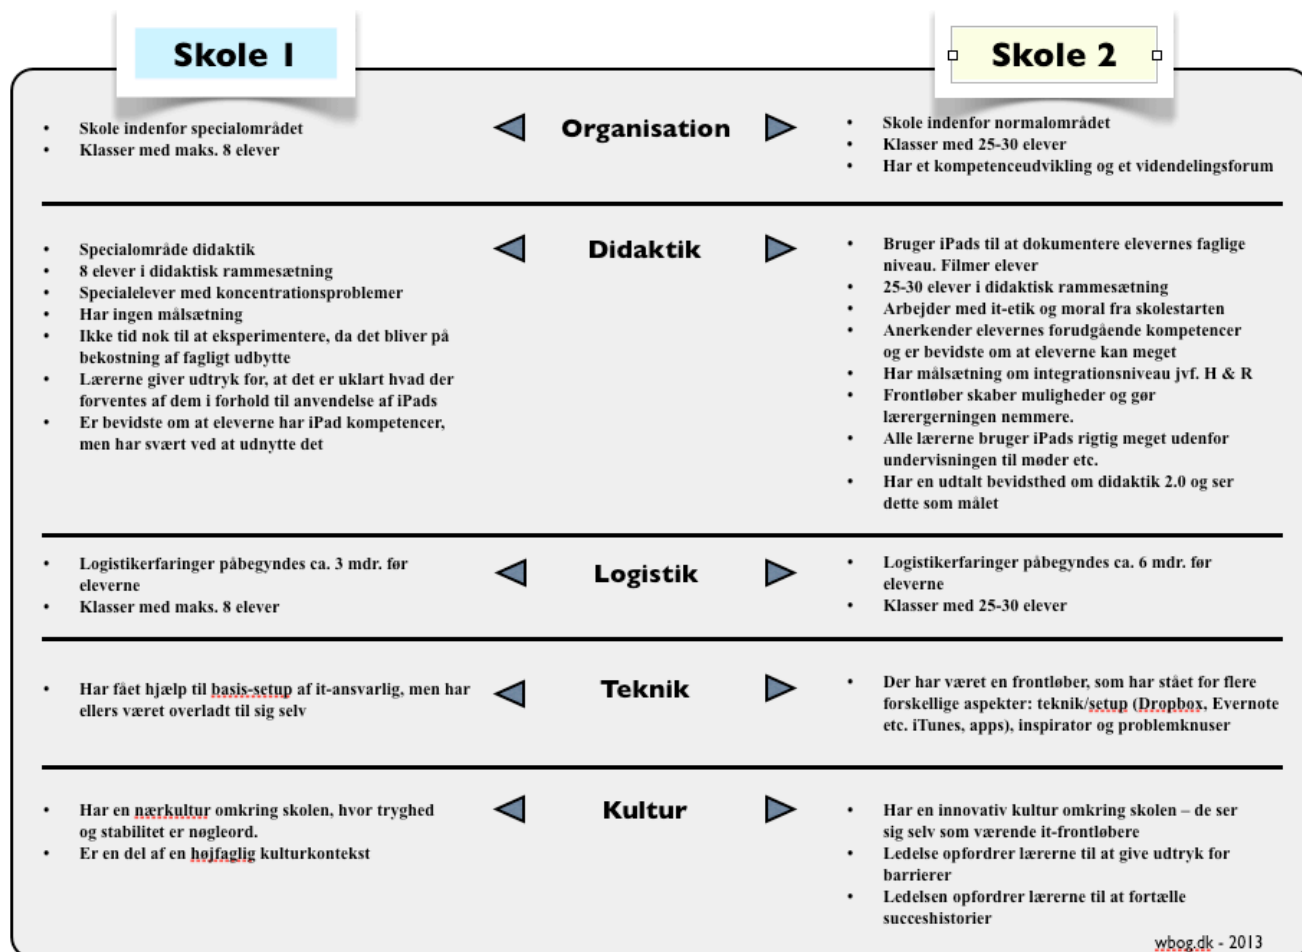 Skole 1
Skole 2
Organisation
• Skole indenfor specialområdet
• Klasser med maks. 8 elever
• Skole indenfor normalområdet
• Klasser med 25-30 elever
• Har et kompetenceudvikling og et videndelingsforum
Didaktik
• Specialområde didaktik
• 8 elever i didaktisk rammesætning
• Specialelever med koncentrationsproblemer
• Har ingen målsætning
• Ikke tid nok til at eksperimentere, da det bliver på
bekostning af fagligt udbytte
• Lærerne giver udtryk for, at det er uklart hvad der
forventes af dem i forhold til anvendelse af iPads
• Er bevidste om at eleverne har iPad kompetencer,
men har svært ved at udnytte det
• Bruger iPads til at dokumentere elevernes faglige
niveau. Filmer elever
• 25-30 elever i didaktisk rammesætning
• Arbejder med it-etik og moral fra skolestarten
• Anerkender elevernes forudgående kompetencer
og er bevidste om at eleverne kan meget
• Har målsætning om integrationsniveau jvf. H & R
• Frontløber skaber muligheder og gør
lærergerningen nemmere.
• Alle lærerne bruger iPads rigtig meget udenfor
undervisningen til møder etc.
• Har en udtalt bevidsthed om didaktik 2.0 og ser
dette som målet
Logistik
• Logistikerfaringer påbegyndes ca. 3 mdr. før
eleverne
• Klasser med maks. 8 elever
• Logistikerfaringer påbegyndes ca. 6 mdr. før
eleverne
• Klasser med 25-30 elever
Teknik
• Har fået hjælp til basis-setup af it-ansvarlig, men har
ellers været overladt til sig selv
• Der har været en frontløber, som har stået for flere
forskellige aspekter: teknik/setup (Dropbox, Evernote
etc. iTunes, apps), inspirator og problemknuser
Kultur
• Har en nærkultur omkring skolen, hvor tryghed
og stabilitet er nøgleord.
• Er en del af en højfaglig kulturkontekst
• Har en innovativ kultur omkring skolen – de ser
sig selv som værende it-frontløbere
• Ledelse opfordrer lærerne til at give udtryk for
barrierer
• Ledelsen opfordrer lærerne til at fortælle
succeshistorier
wbog.dk - 2013